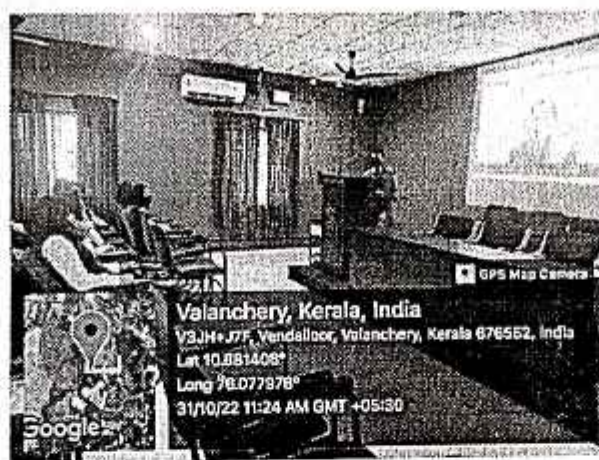 GPS Map Camera
Valanchery, Kerala, India
V3JH+J7F, Vendalloor, Valanchery, Kerala 676552, India
Lat 10.881408°
Long 76.077978°
31/10/22 11:24 AM GMT +05:30
Google